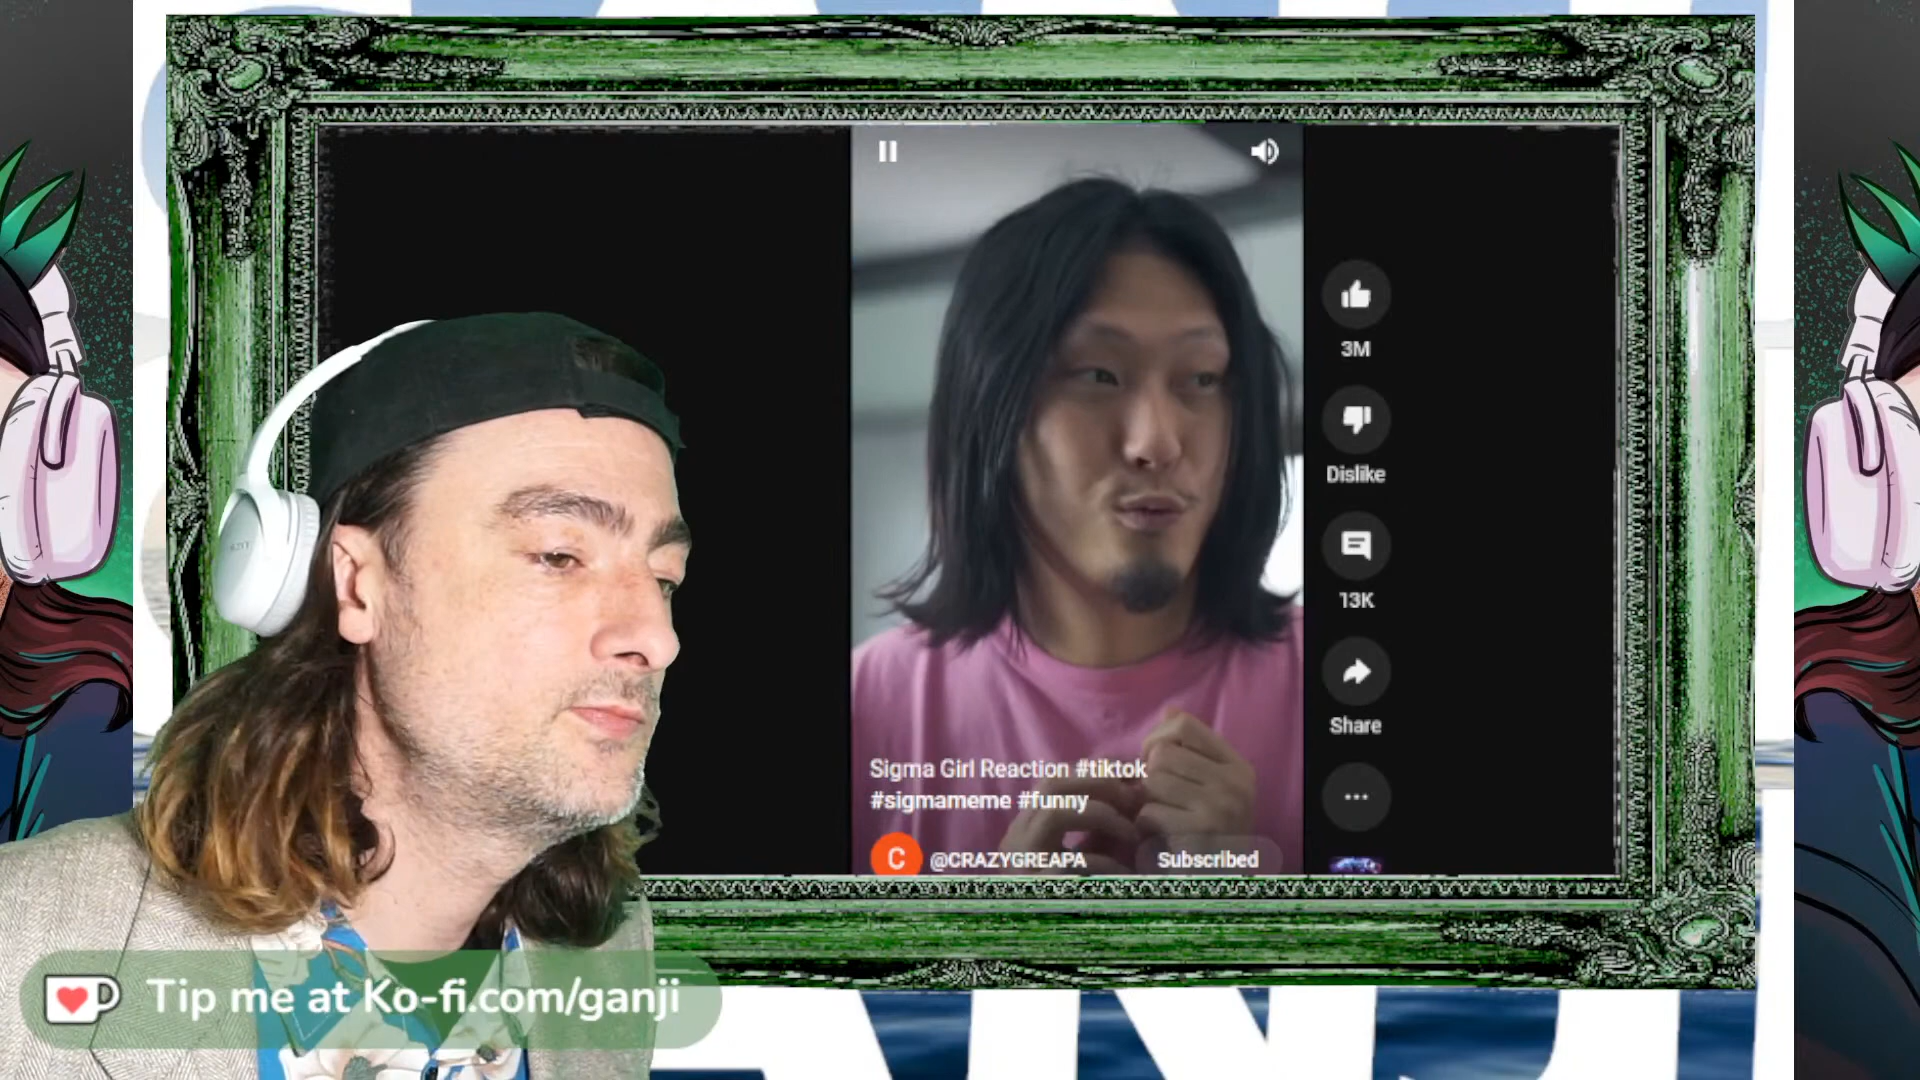 3M
Dislike
13K
Share
Sigma Girl Reaction #tiktok
#sigmameme #funny
C @CRAZYGREAPA Subscribed
Tip me at Ko-fi.com/ganji